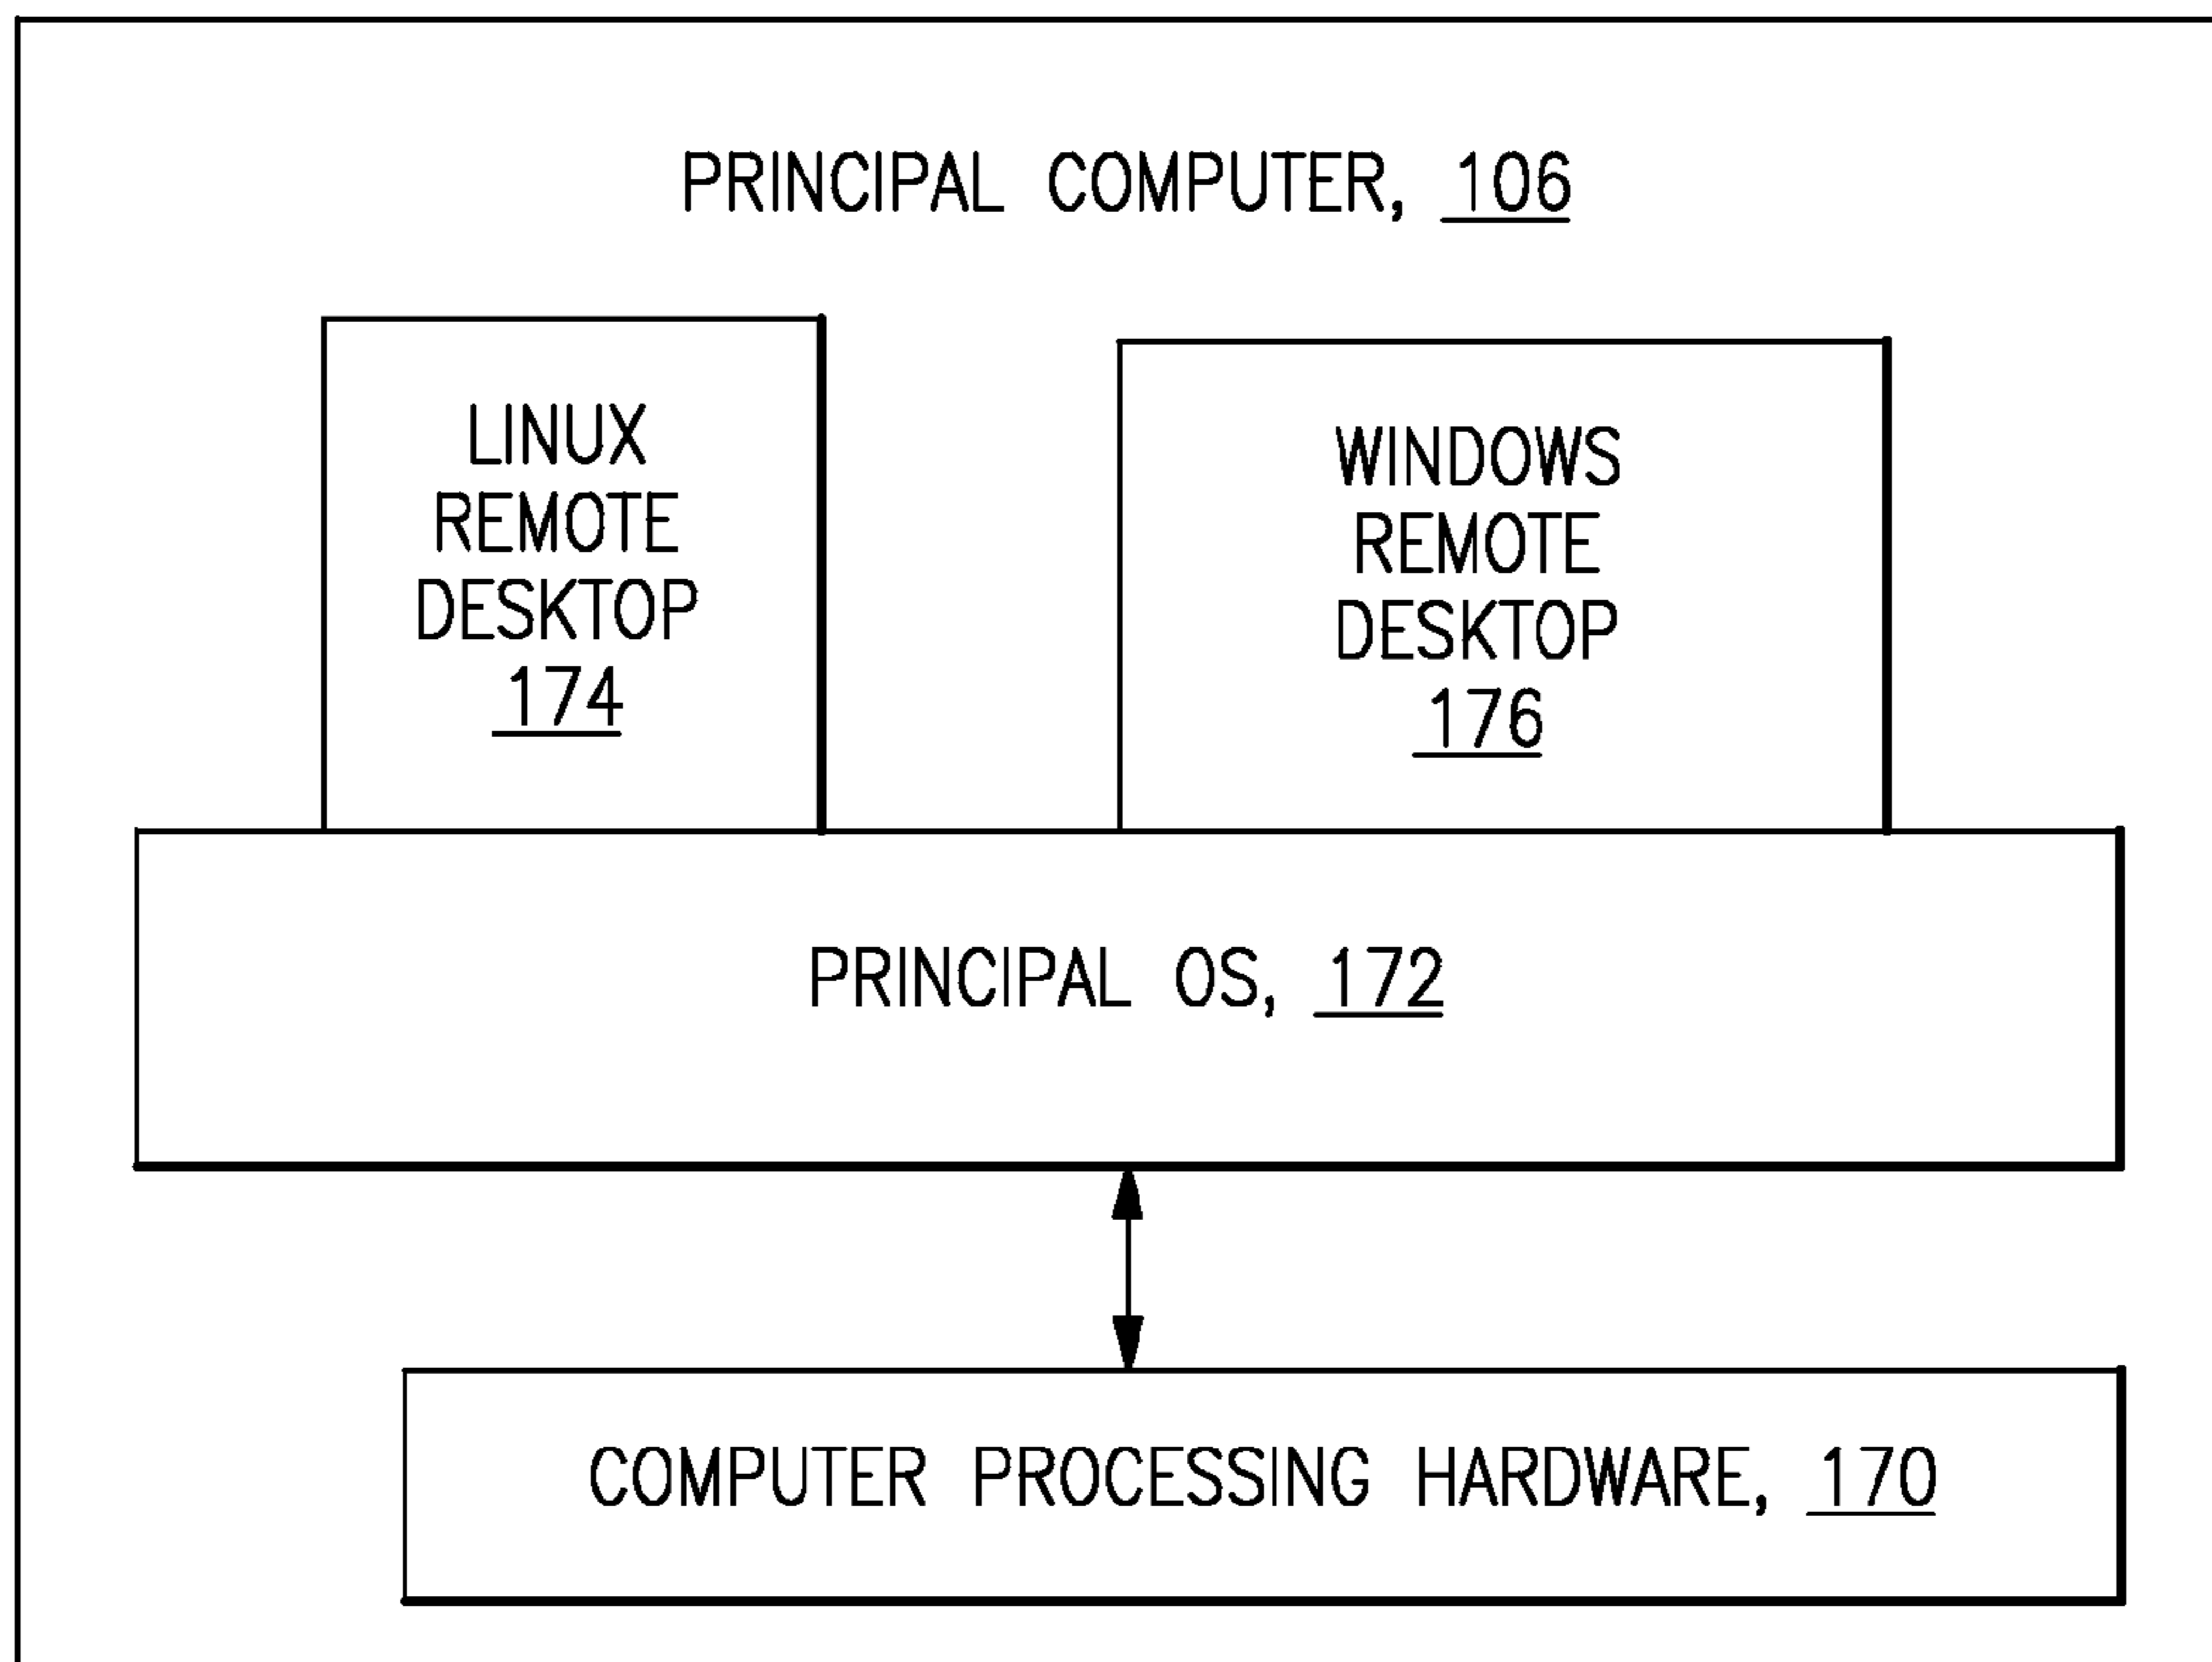 PRINCIPAL COMPUTER, 106
LINUX
REMOTE
DESKTOP
174
WINDOWS
REMOTE
DESKTOP
176
PRINCIPAL OS, 172
COMPUTER PROCESSING HARDWARE, 170